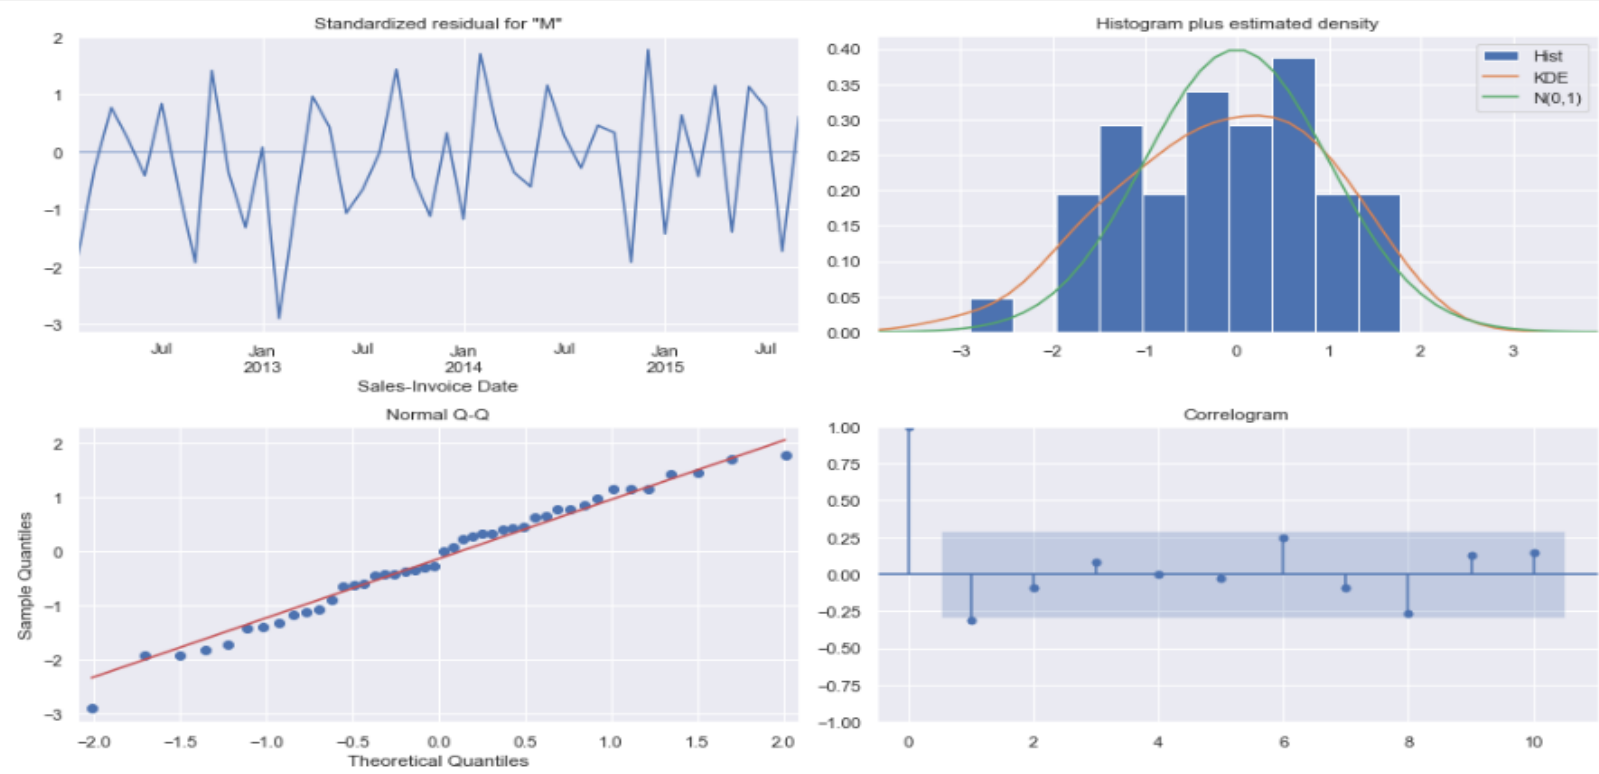 Standardized residual for "M"
2
1
0
−1
−2
−3
Jul Jan Jul Jan Jul Jan Jul
2013 2014 2015
Sales-Invoice Date
Histogram plus estimated density
0.40
0.35
0.30
0.25
0.20
0.15
0.10
0.05
0.00
−3 −2 −1 0 1 2 3
Hist
KDE
N(0,1)
Normal Q-Q
Sample Quantiles
2
1
0
−1
−2
−3
−2.0 −1.5 −1.0 −0.5 0.0 0.5 1.0 1.5 2.0
Theoretical Quantiles
Correlogram
1.00
0.75
0.50
0.25
0.00
−0.25
−0.50
−0.75
−1.00
0 2 4 6 8 10